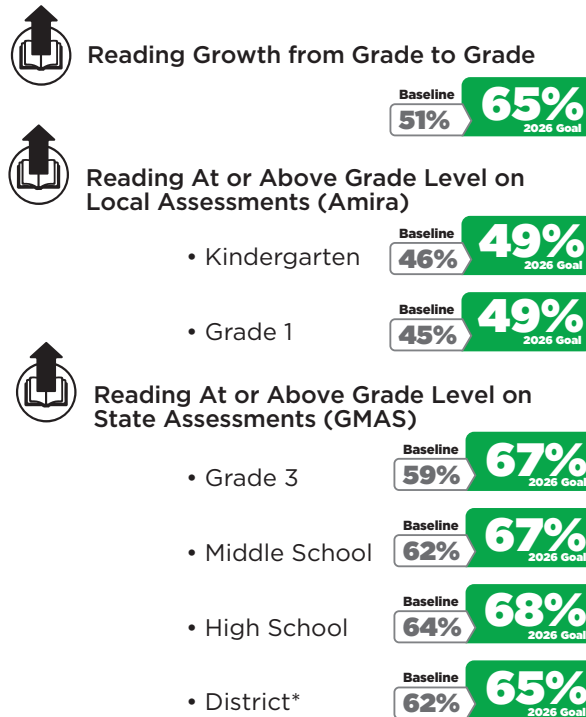 Reading Growth from Grade to Grade
Baseline
51%
65%
2026 Goal
Reading At or Above Grade Level on
Local Assessments (Amira)
• Kindergarten
Baseline
46%
49%
2026 Goal
• Grade 1
Baseline
45%
49%
2026 Goal
Reading At or Above Grade Level on
State Assessments (GMAS)
• Grade 3
Baseline
59%
67%
2026 Goal
• Middle School
Baseline
62%
67%
2026 Goal
• High School
Baseline
64%
68%
2026 Goal
• District*
Baseline
62%
65%
2026 Goal